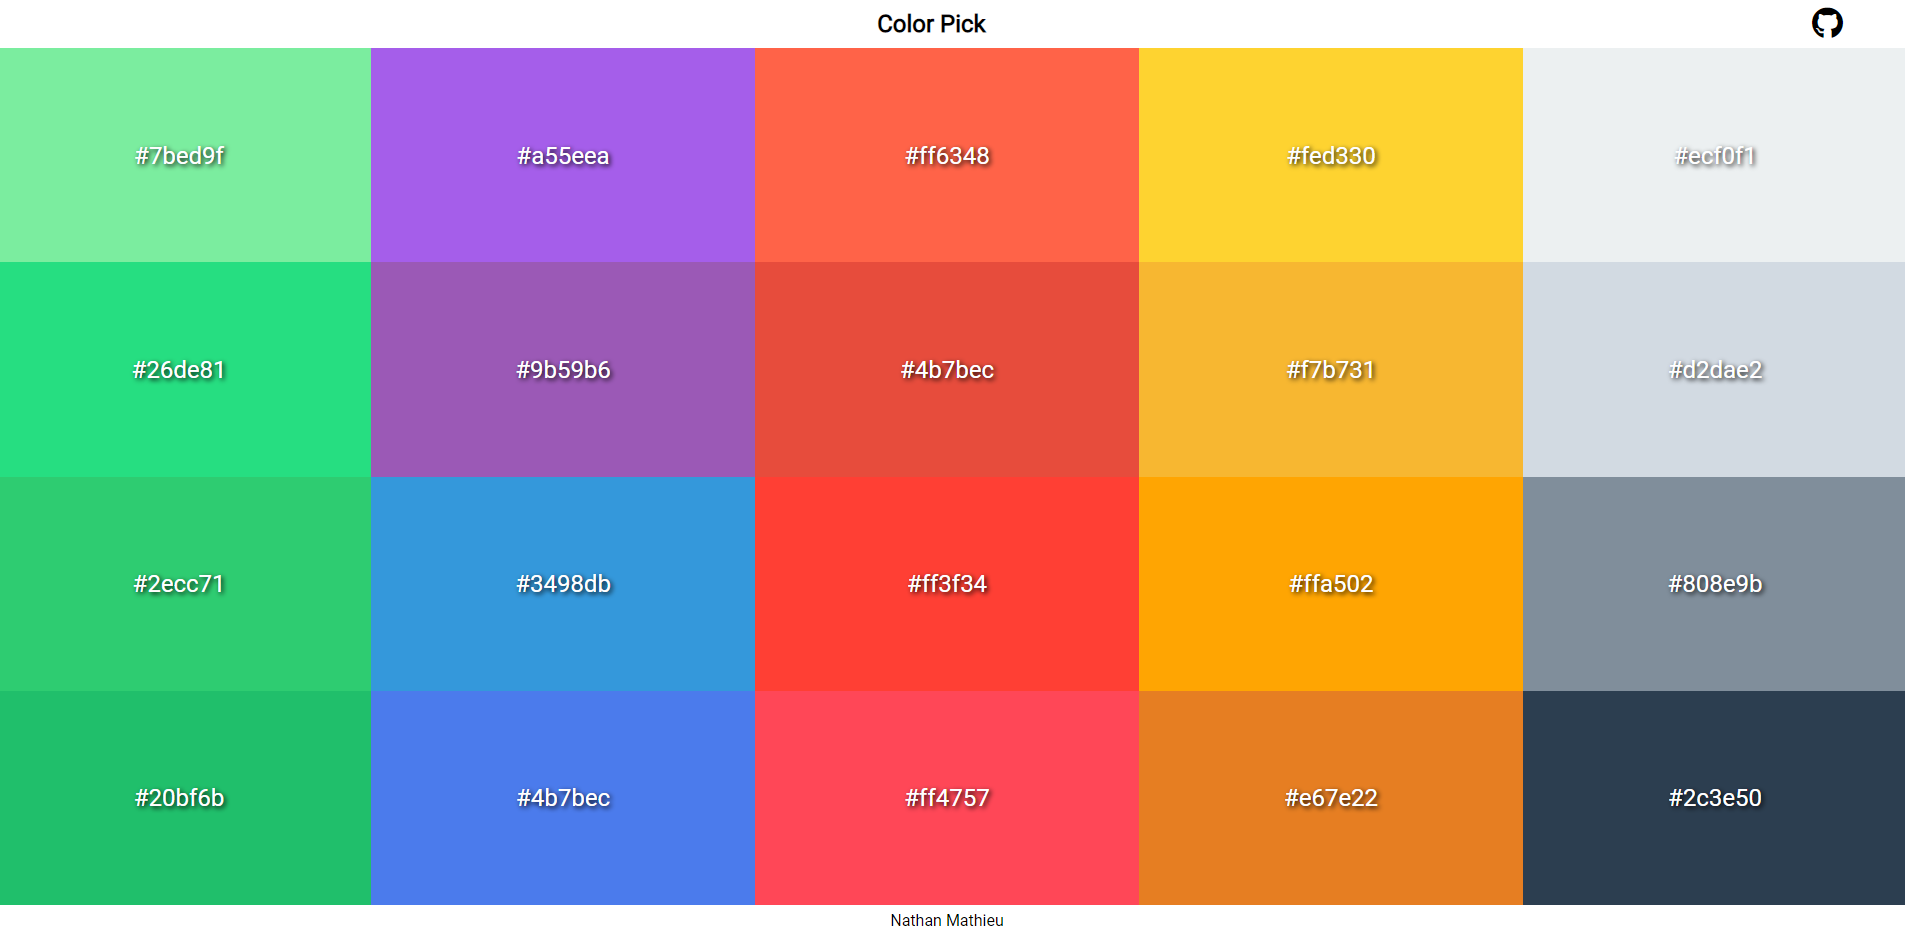 Color Pick
#7bed9f
#a55eea
#ff6348
#fed330
#ecf0f1
#26de81
#9b59b6
#4b7bec
#f7b731
#d2dae2
#2ecc71
#3498db
#ff3f34
#ffa502
#808e9b
#20bf6b
#4b7bec
#ff4757
#e67e22
#2c3e50
Nathan Mathieu